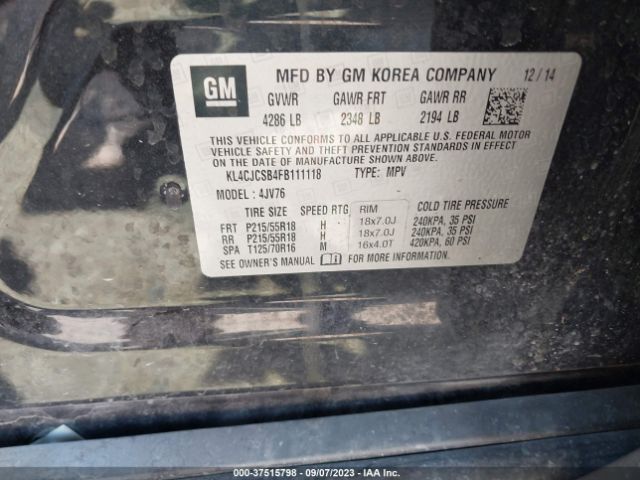 GM
MFD BY GM KOREA COMPANY 12/14
GVWR GAWR FRT GAWR RR
4286 LB 2348 LB 2194 LB
THIS VEHICLE CONFORMS TO ALL APPLICABLE U.S. FEDERAL MOTOR
VEHICLE SAFETY AND THEFT PREVENTION STANDARDS IN EFFECT ON THE
DATE OF MANUFACTURE SHOWN ABOVE.
KL4CJCSB4FB111118 TYPE: MPV
MODEL: 4JV76
TIRE SIZE SPEED RTG RIM COLD TIRE PRESSURE
FRT P215/55R18 H 18x7.0J 240KPA, 35 PSI
RR P215/55R18 H 18x7.0J 240KPA, 35 PSI
SPA T125/70R16 M 16x4.0T 420KPA, 60 PSI
SEE OWNER'S MANUAL FOR MORE INFORMATION.
000-37515798 - 09/07/2023 - IAAI.COM